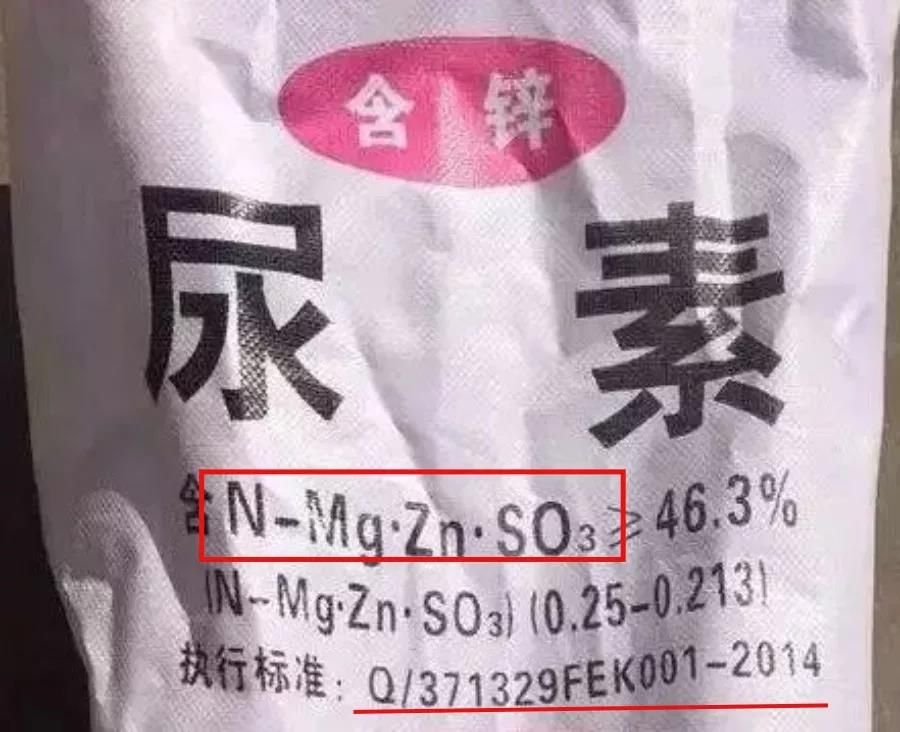 含锌
尿素
含N-Mg·Zn·SO₃≥46.3%
(N-Mg·Zn·SO₃) (0.25-0.213)
执行标准：Q/371329FEK001-2014